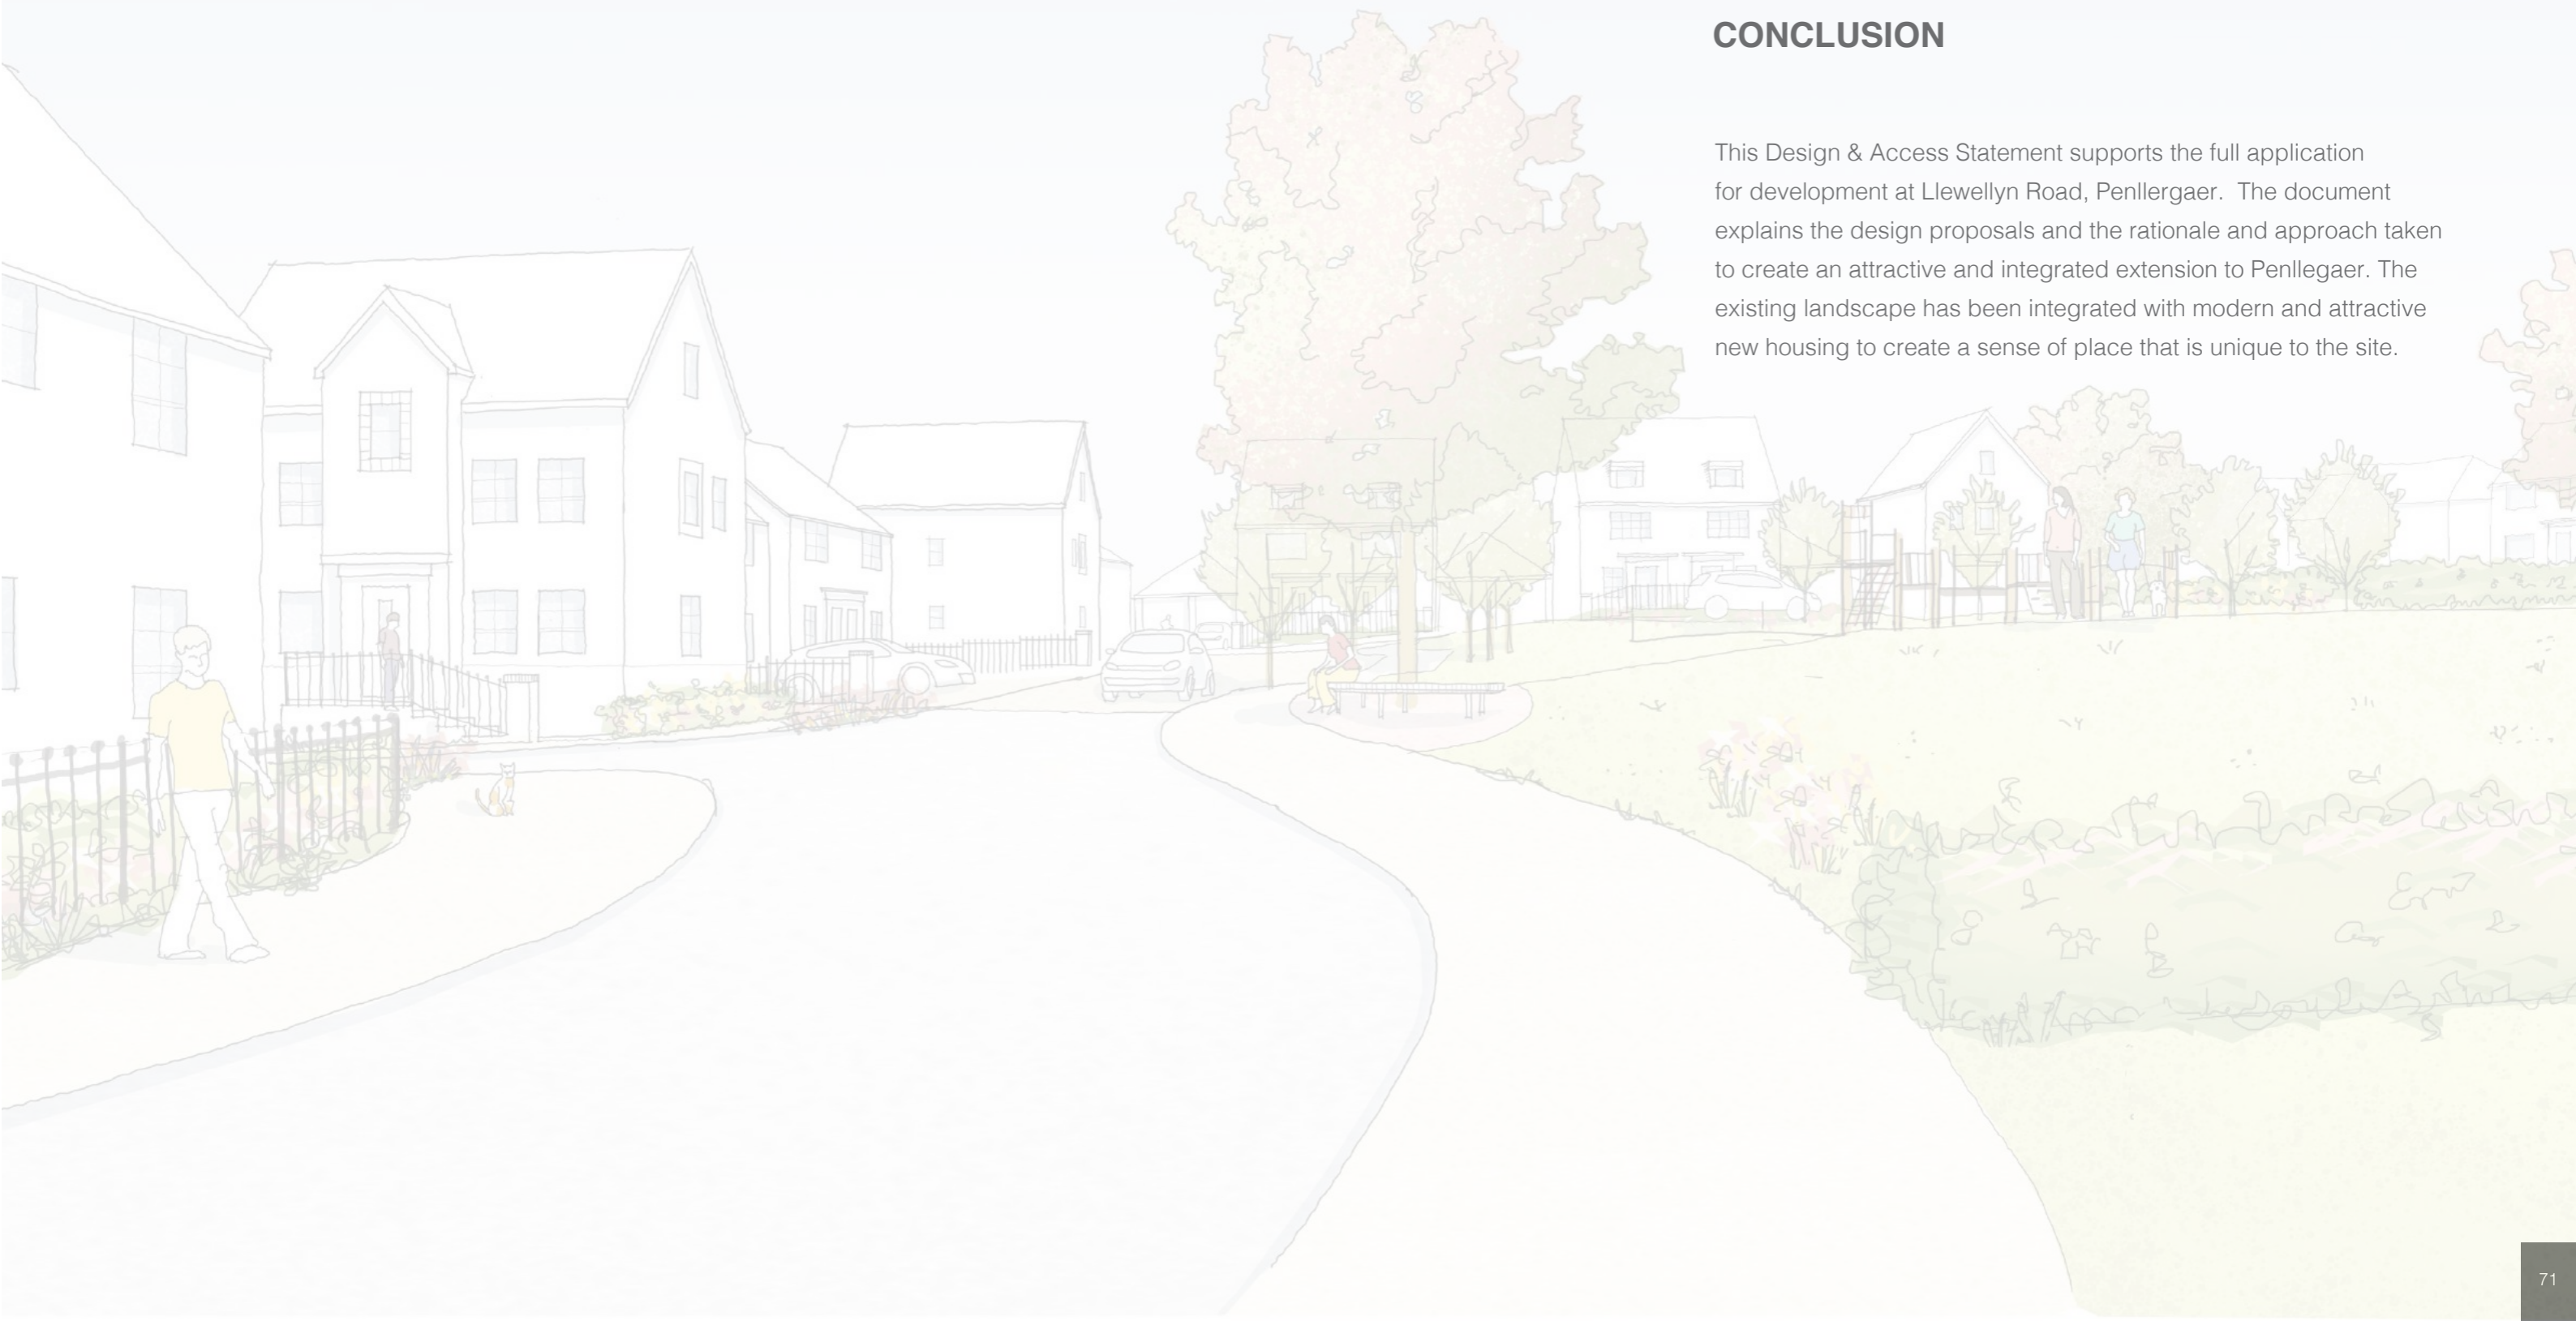 CONCLUSION
This Design & Access Statement supports the full application
for development at Llewellyn Road, Penllergaer.  The document
explains the design proposals and the rationale and approach taken
to create an attractive and integrated extension to Penllegaer. The
existing landscape has been integrated with modern and attractive
new housing to create a sense of place that is unique to the site.
71